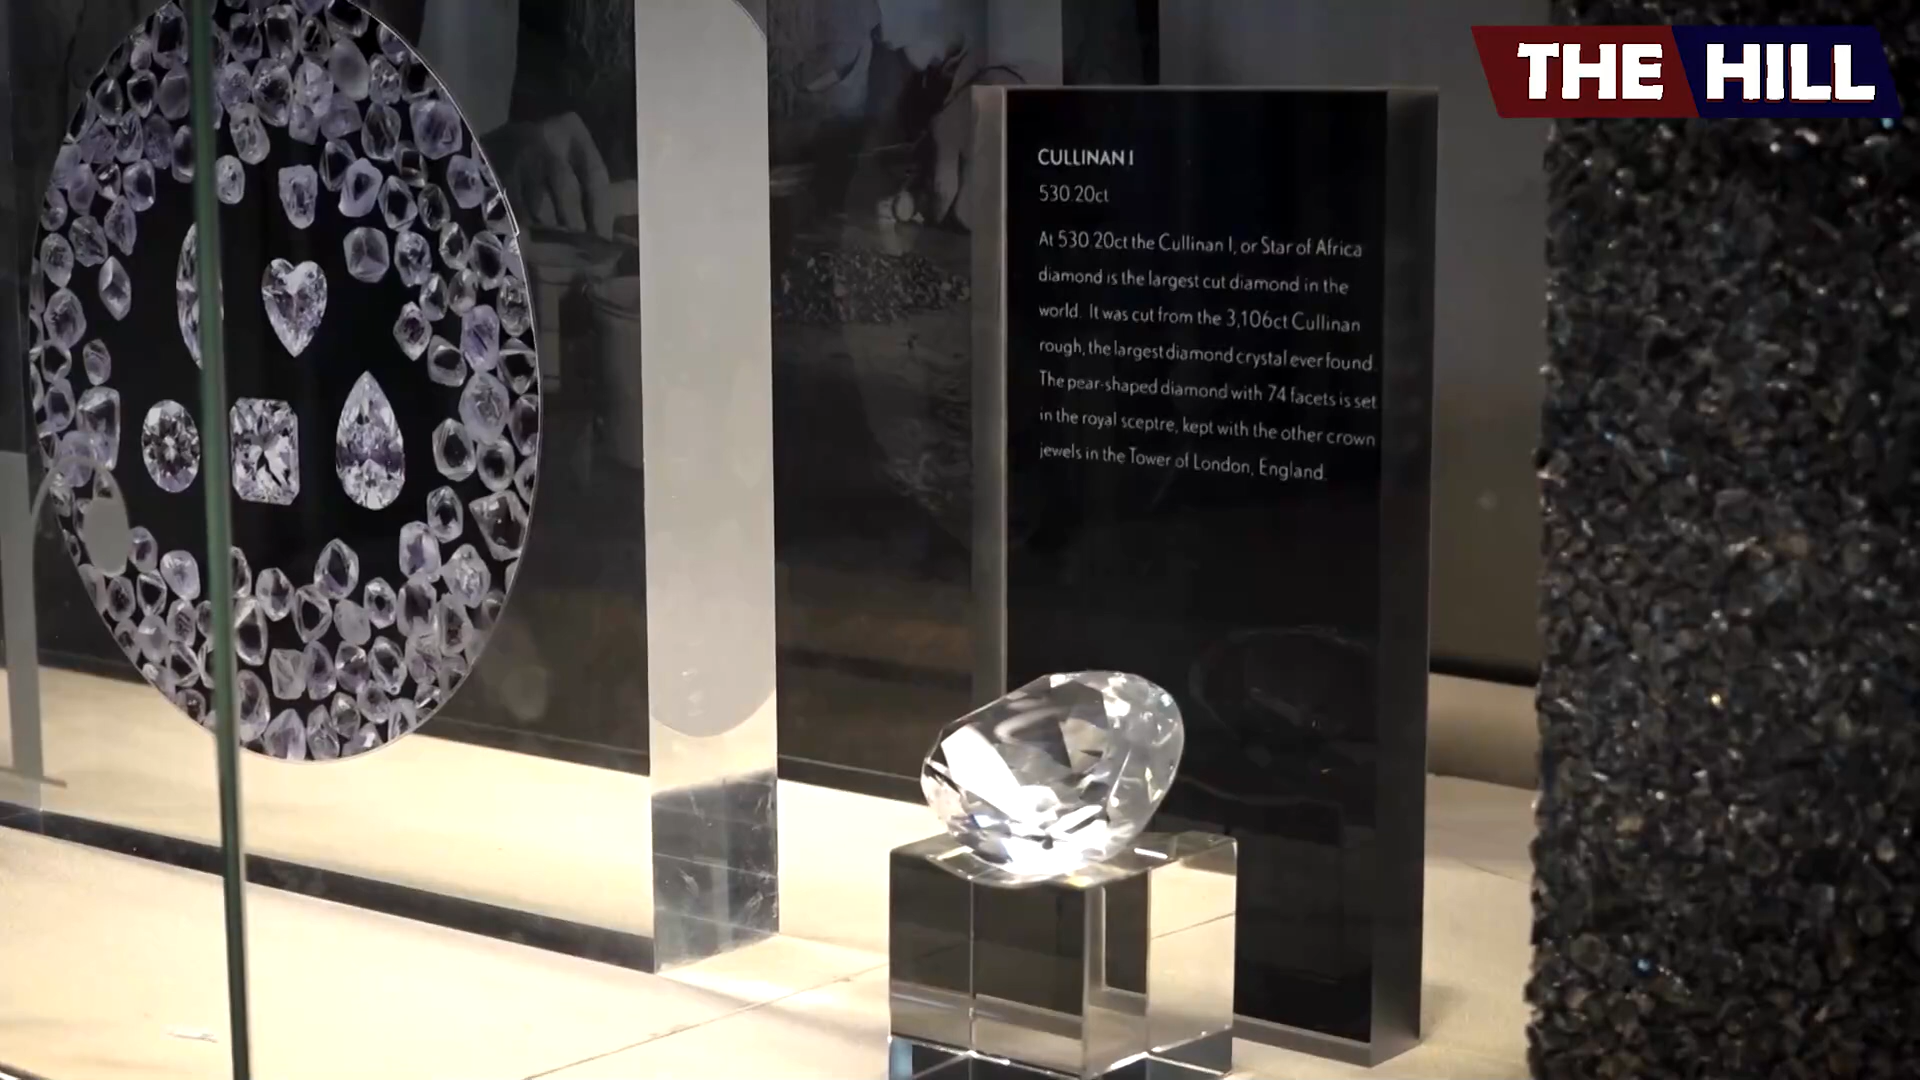 THE HILL
CULLINAN I
530.20ct
At 530.20ct the Cullinan I, or Star of Africa
diamond is the largest cut diamond in the
world. It was cut from the 3,106ct Cullinan
rough, the largest diamond crystal ever found.
The pear-shaped diamond with 74 facets is set
in the royal sceptre, kept with the other crown
jewels in the Tower of London, England.